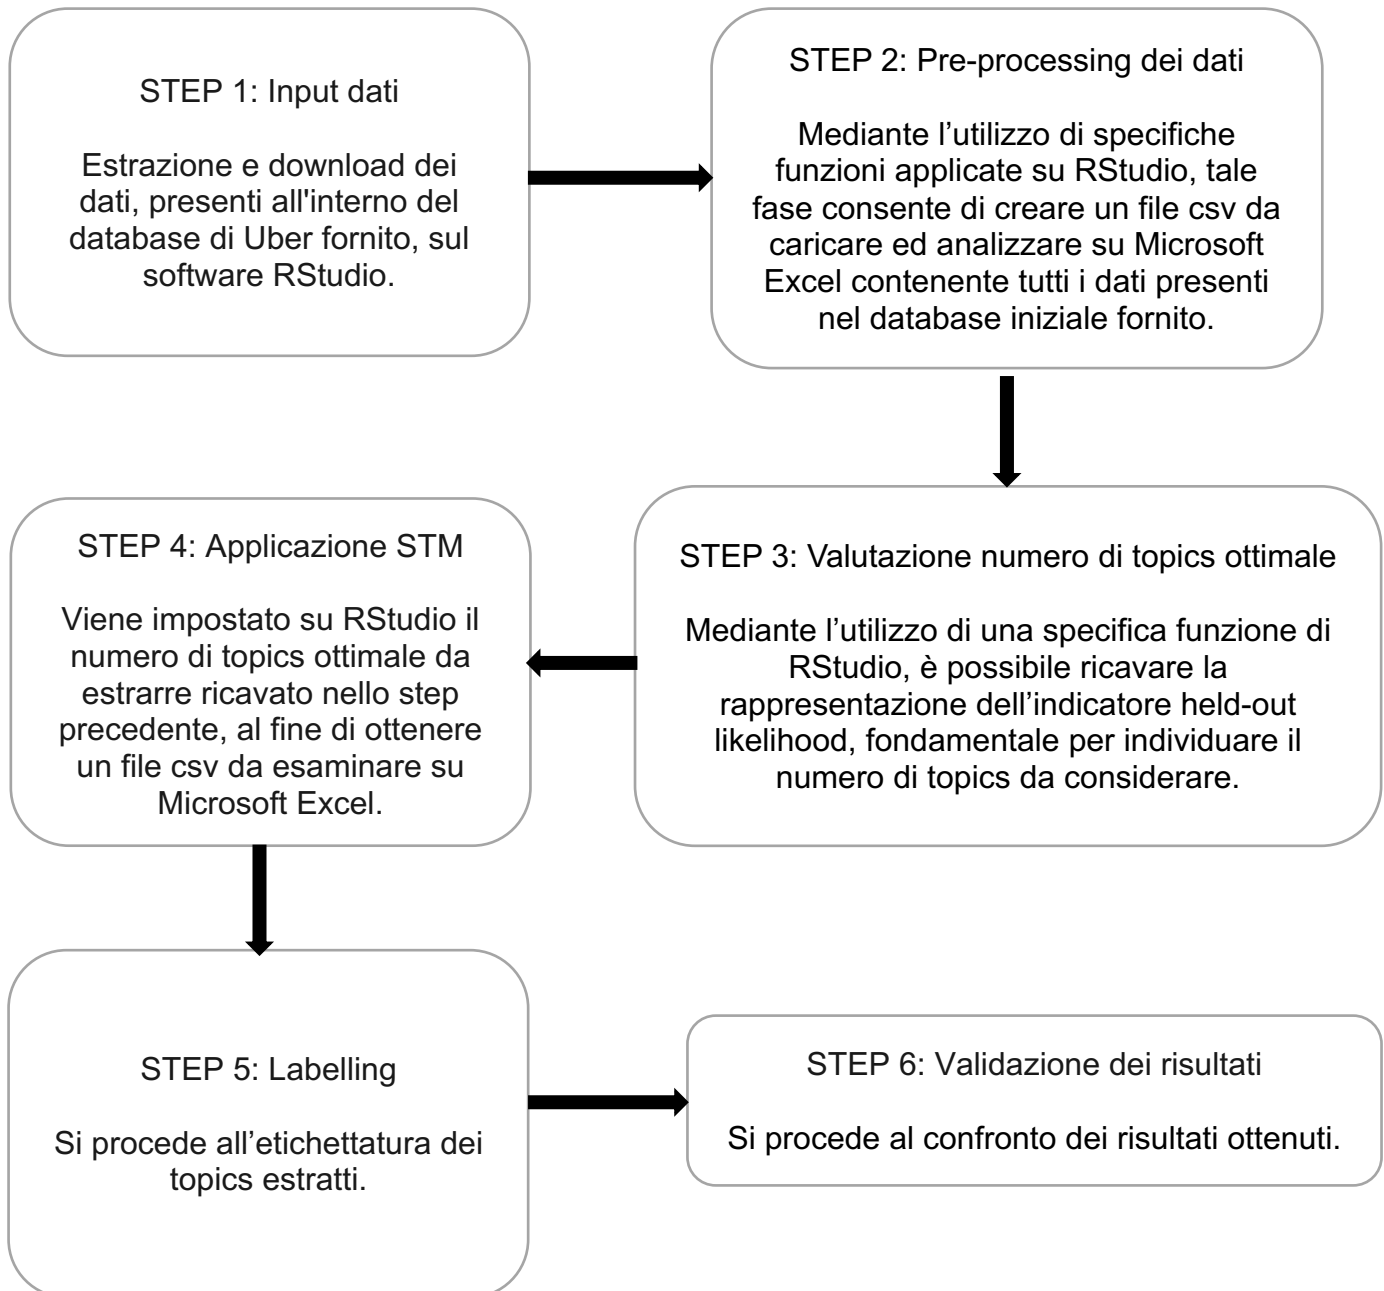 STEP 1: Input dati
Estrazione e download dei
dati, presenti all'interno del
database di Uber fornito, sul
software RStudio.
STEP 2: Pre-processing dei dati
Mediante l’utilizzo di specifiche
funzioni applicate su RStudio, tale
fase consente di creare un file csv da
caricare ed analizzare su Microsoft
Excel contenente tutti i dati presenti
nel database iniziale fornito.
STEP 3: Valutazione numero di topics ottimale
Mediante l’utilizzo di una specifica funzione di
RStudio, è possibile ricavare la
rappresentazione dell’indicatore held-out
likelihood, fondamentale per individuare il
numero di topics da considerare.
STEP 4: Applicazione STM
Viene impostato su RStudio il
numero di topics ottimale da
estrarre ricavato nello step
precedente, al fine di ottenere
un file csv da esaminare su
Microsoft Excel.
STEP 5: Labelling
Si procede all’etichettatura dei
topics estratti.
STEP 6: Validazione dei risultati
Si procede al confronto dei risultati ottenuti.